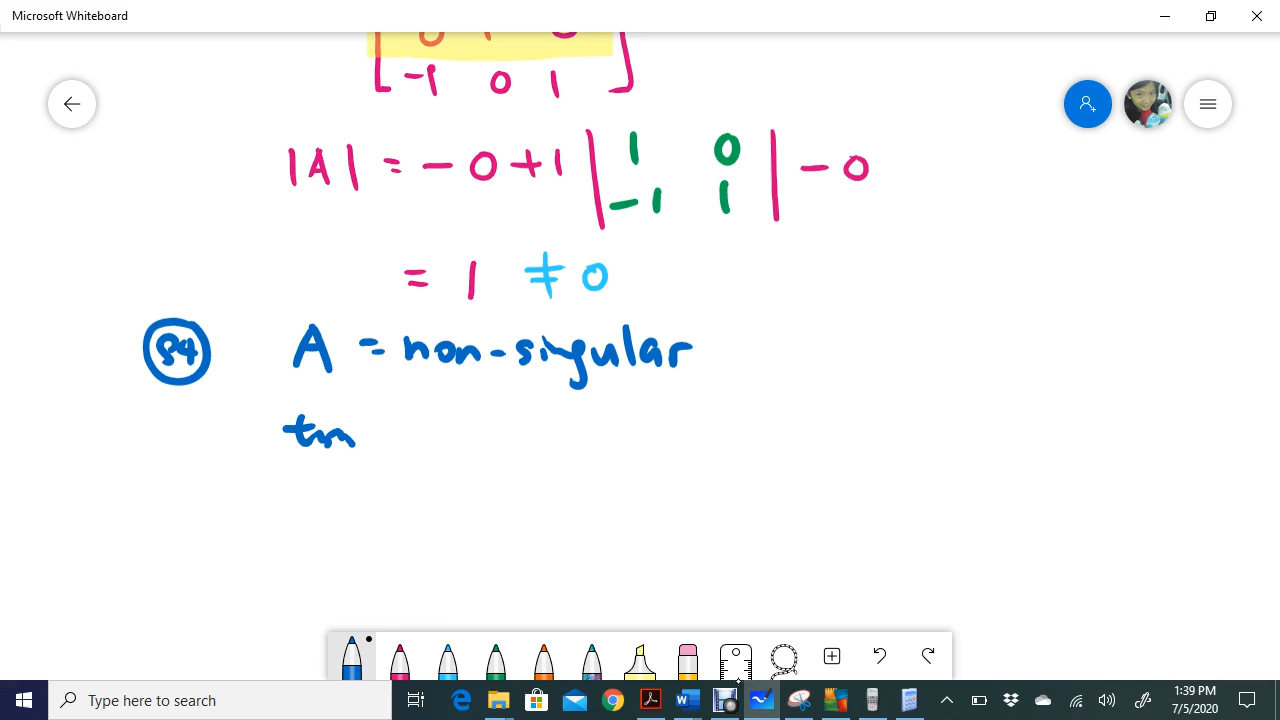 Microsoft Whiteboard
-1 0 1
|A| = - 0 + 1 | 1 0 | - 0
-1 1
= 1 ≠ 0
84 A = non-singular
Type here to search
1:39 PM
7/5/2020